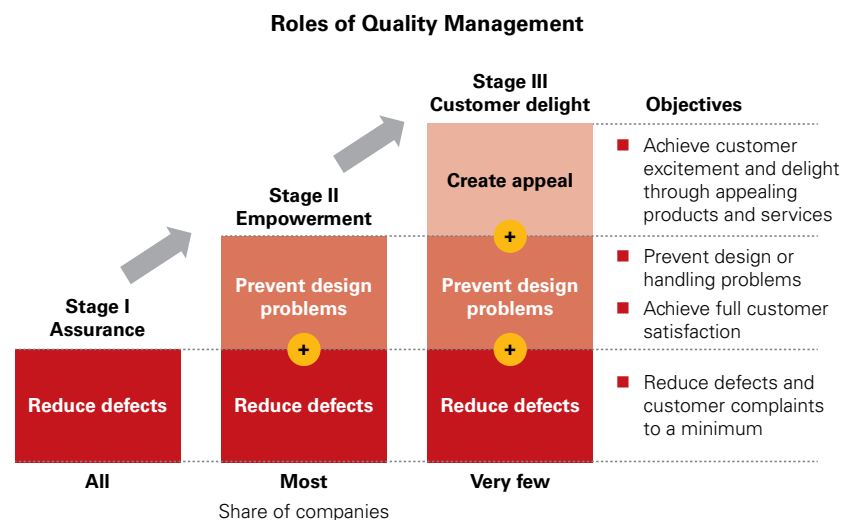 Roles of Quality Management
Stage III
Customer delight
Objectives
Create appeal
Achieve customer
excitement and delight
through appealing
products and services
Stage II
Empowerment
+
Prevent design
problems
Prevent design
problems
Prevent design or
handling problems
Achieve full customer
satisfaction
Stage I
Assurance
+
+
Reduce defects
Reduce defects
Reduce defects
Reduce defects and
customer complaints
to a minimum
All
Most
Very few
Share of companies